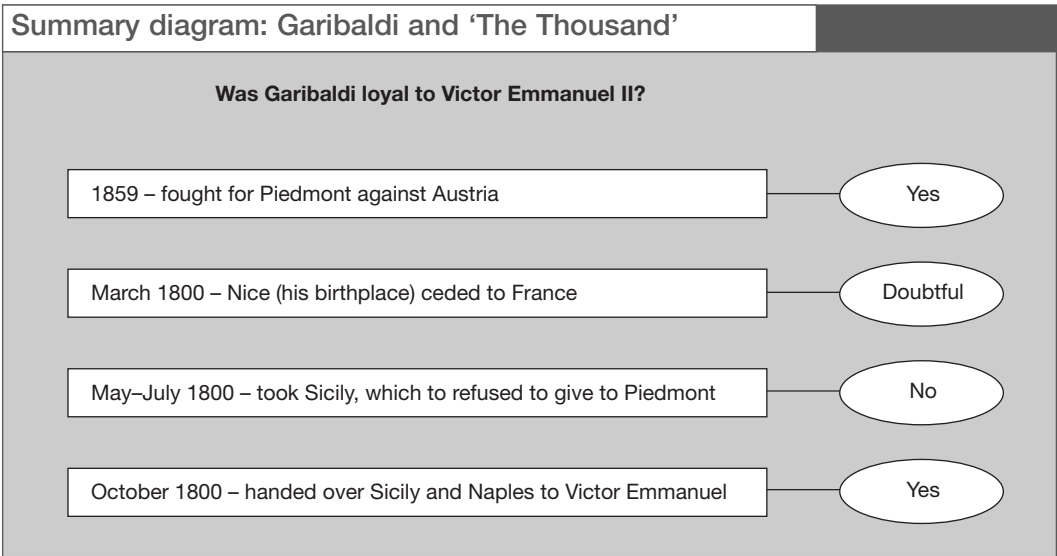 Summary diagram: Garibaldi and ‘The Thousand’
Was Garibaldi loyal to Victor Emmanuel II?
1859 – fought for Piedmont against Austria
Yes
March 1800 – Nice (his birthplace) ceded to France
Doubtful
May–July 1800 – took Sicily, which to refused to give to Piedmont
No
October 1800 – handed over Sicily and Naples to Victor Emmanuel
Yes